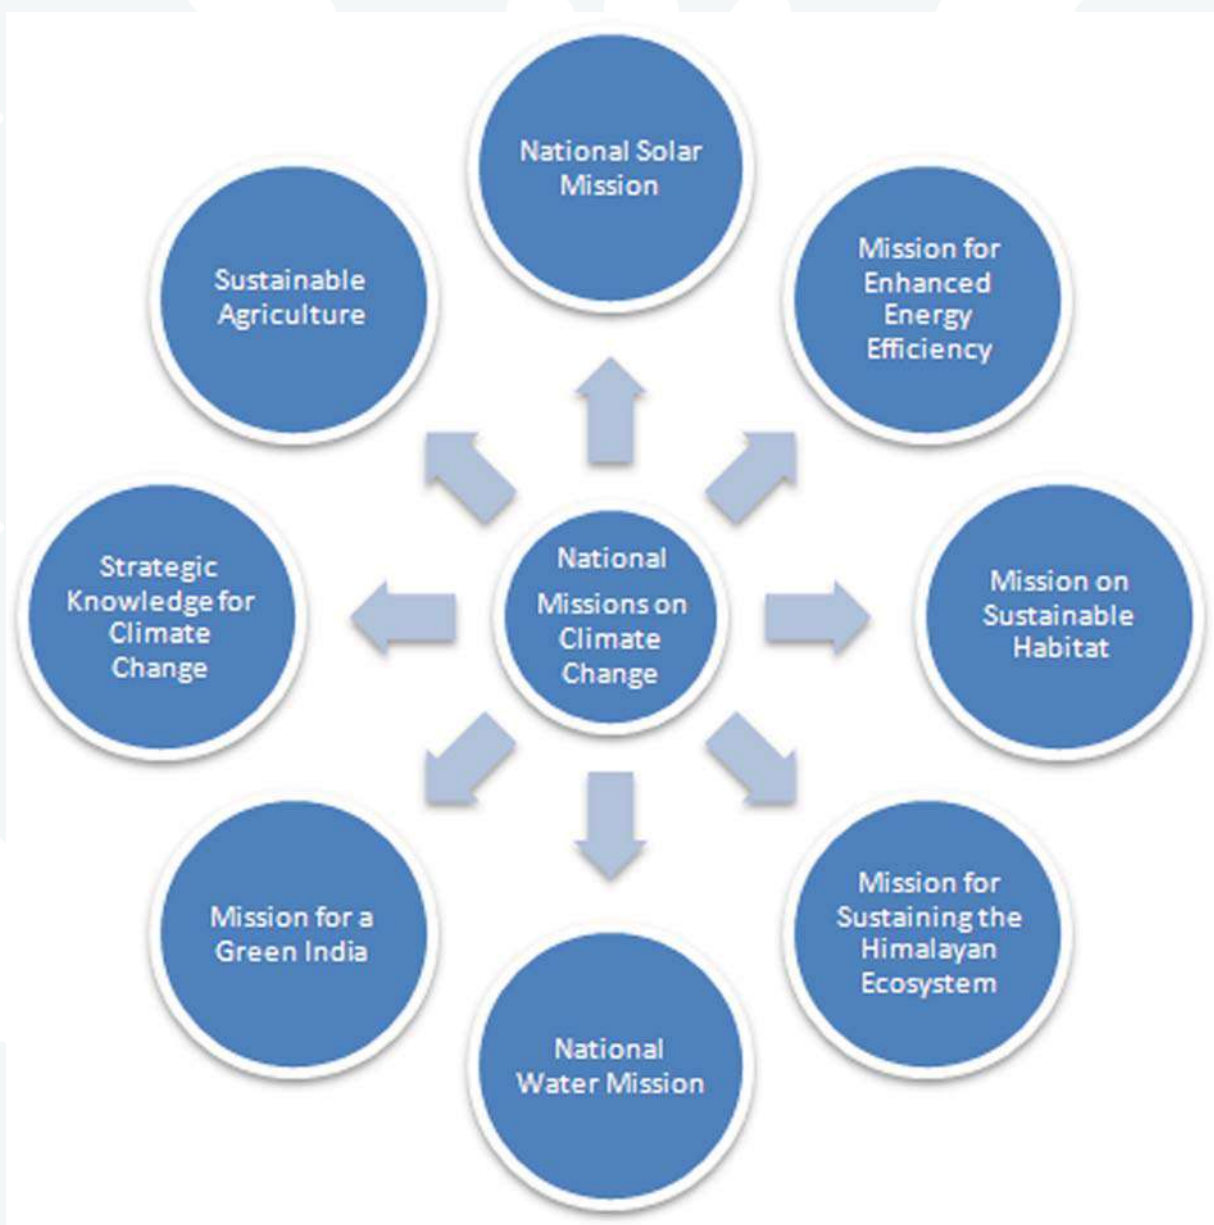 National Solar
Mission
Mission for
Enhanced
Energy
Efficiency
Mission on
Sustainable
Habitat
Mission for
Sustaining the
Himalayan
Ecosystem
National
Water Mission
Mission for a
Green India
Strategic
Knowledge for
Climate
Change
Sustainable
Agriculture
National
Missions on
Climate
Change